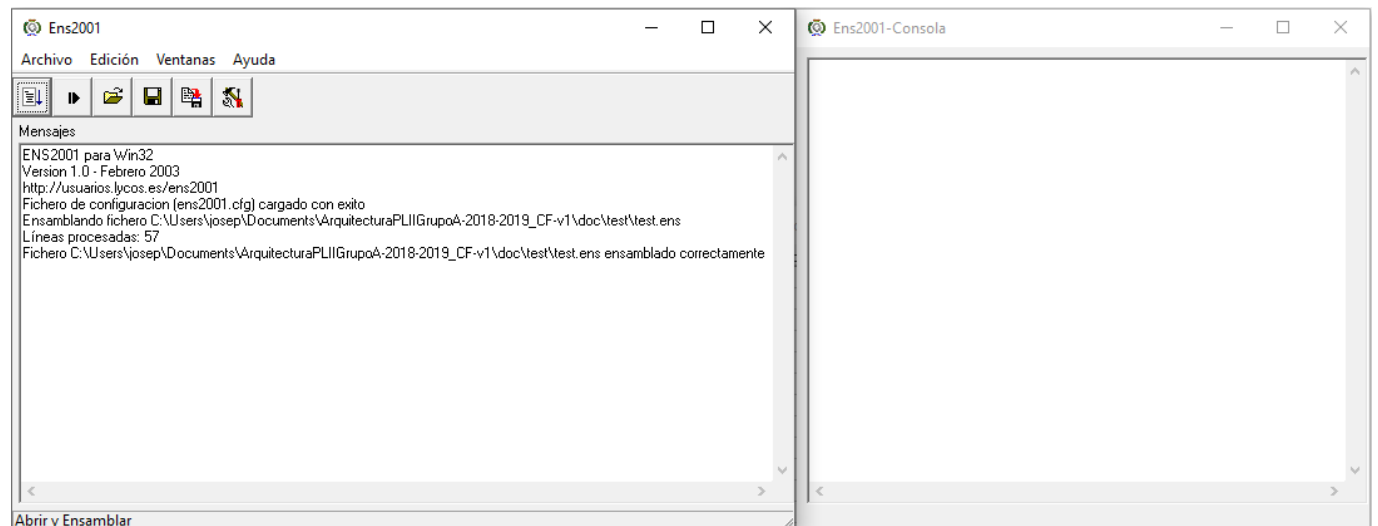 Ens2001
Archivo Edición Ventanas Ayuda
Mensajes
ENS2001 para Win32
Version 1.0 - Febrero 2003
http://usuarios.lycos.es/ens2001
Fichero de configuracion (ens2001.cfg) cargado con exito
Ensamblando fichero C:\Users\josep\Documents\ArquitecturaPLIIGrupoA-2018-2019_CF-v1\doc\test\test.ens
Líneas procesadas: 57
Fichero C:\Users\josep\Documents\ArquitecturaPLIIGrupoA-2018-2019_CF-v1\doc\test\test.ens ensamblado correctamente
Abrir y Ensamblar
Ens2001-Consola